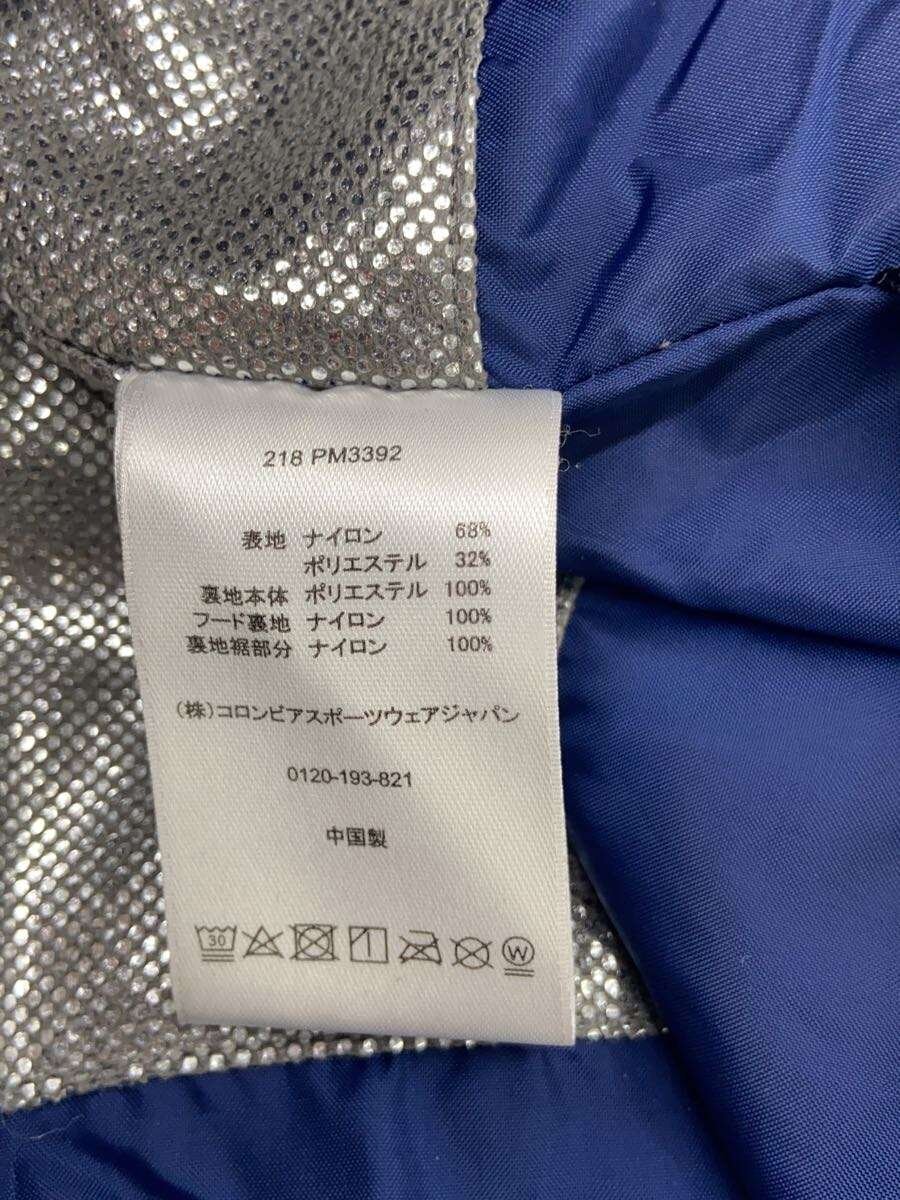 218 PM3392
表地 ナイロン 68%
ポリエステル 32%
裏地本体 ポリエステル 100%
フード裏地 ナイロン 100%
裏地裾部分 ナイロン 100%
(株)コロンビアスポーツウェアジャパン
0120-193-821
中国製
30 W